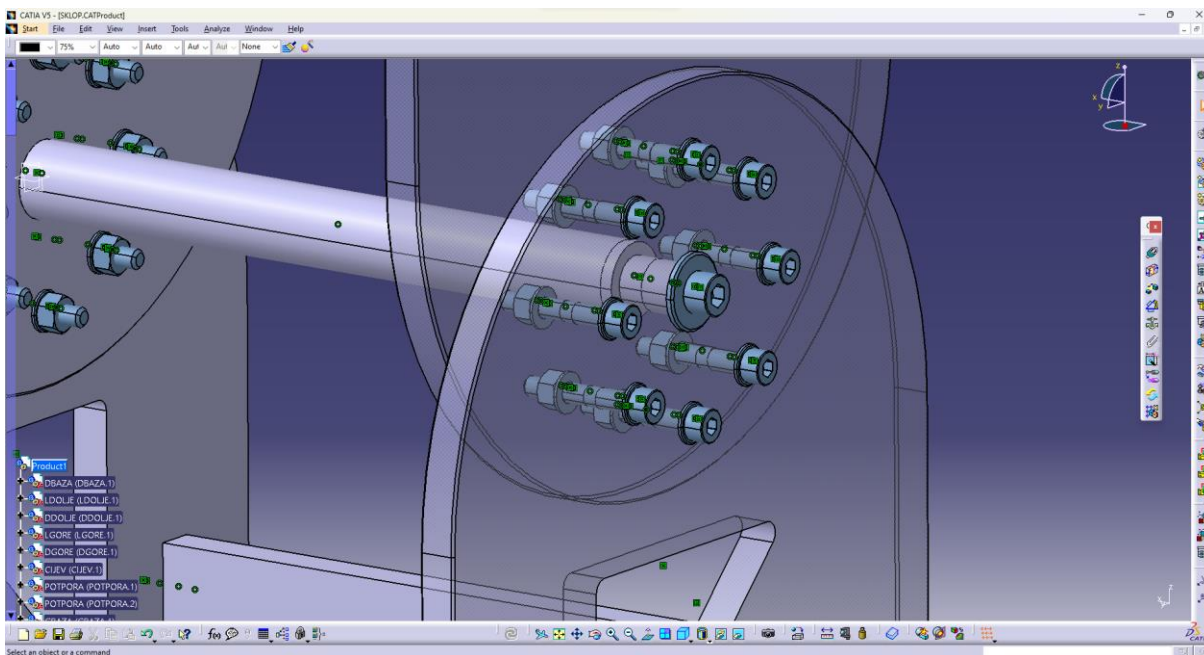 CATIA V5 - [SKLOP.CATProduct]
Start File Edit View Insert Tools Analyze Window Help
75% Auto Auto Aut Aut None
z
x
y
Product1
DBAZA (DBAZA.1)
LDOLJE (LDOLJE.1)
DDOLJE (DDOLJE.1)
LGORE (LGORE.1)
DGORE (DGORE.1)
CIJEV (CIJEV.1)
POTPORA (POTPORA.1)
POTPORA (POTPORA.2)
f(x)
Select an object or a command